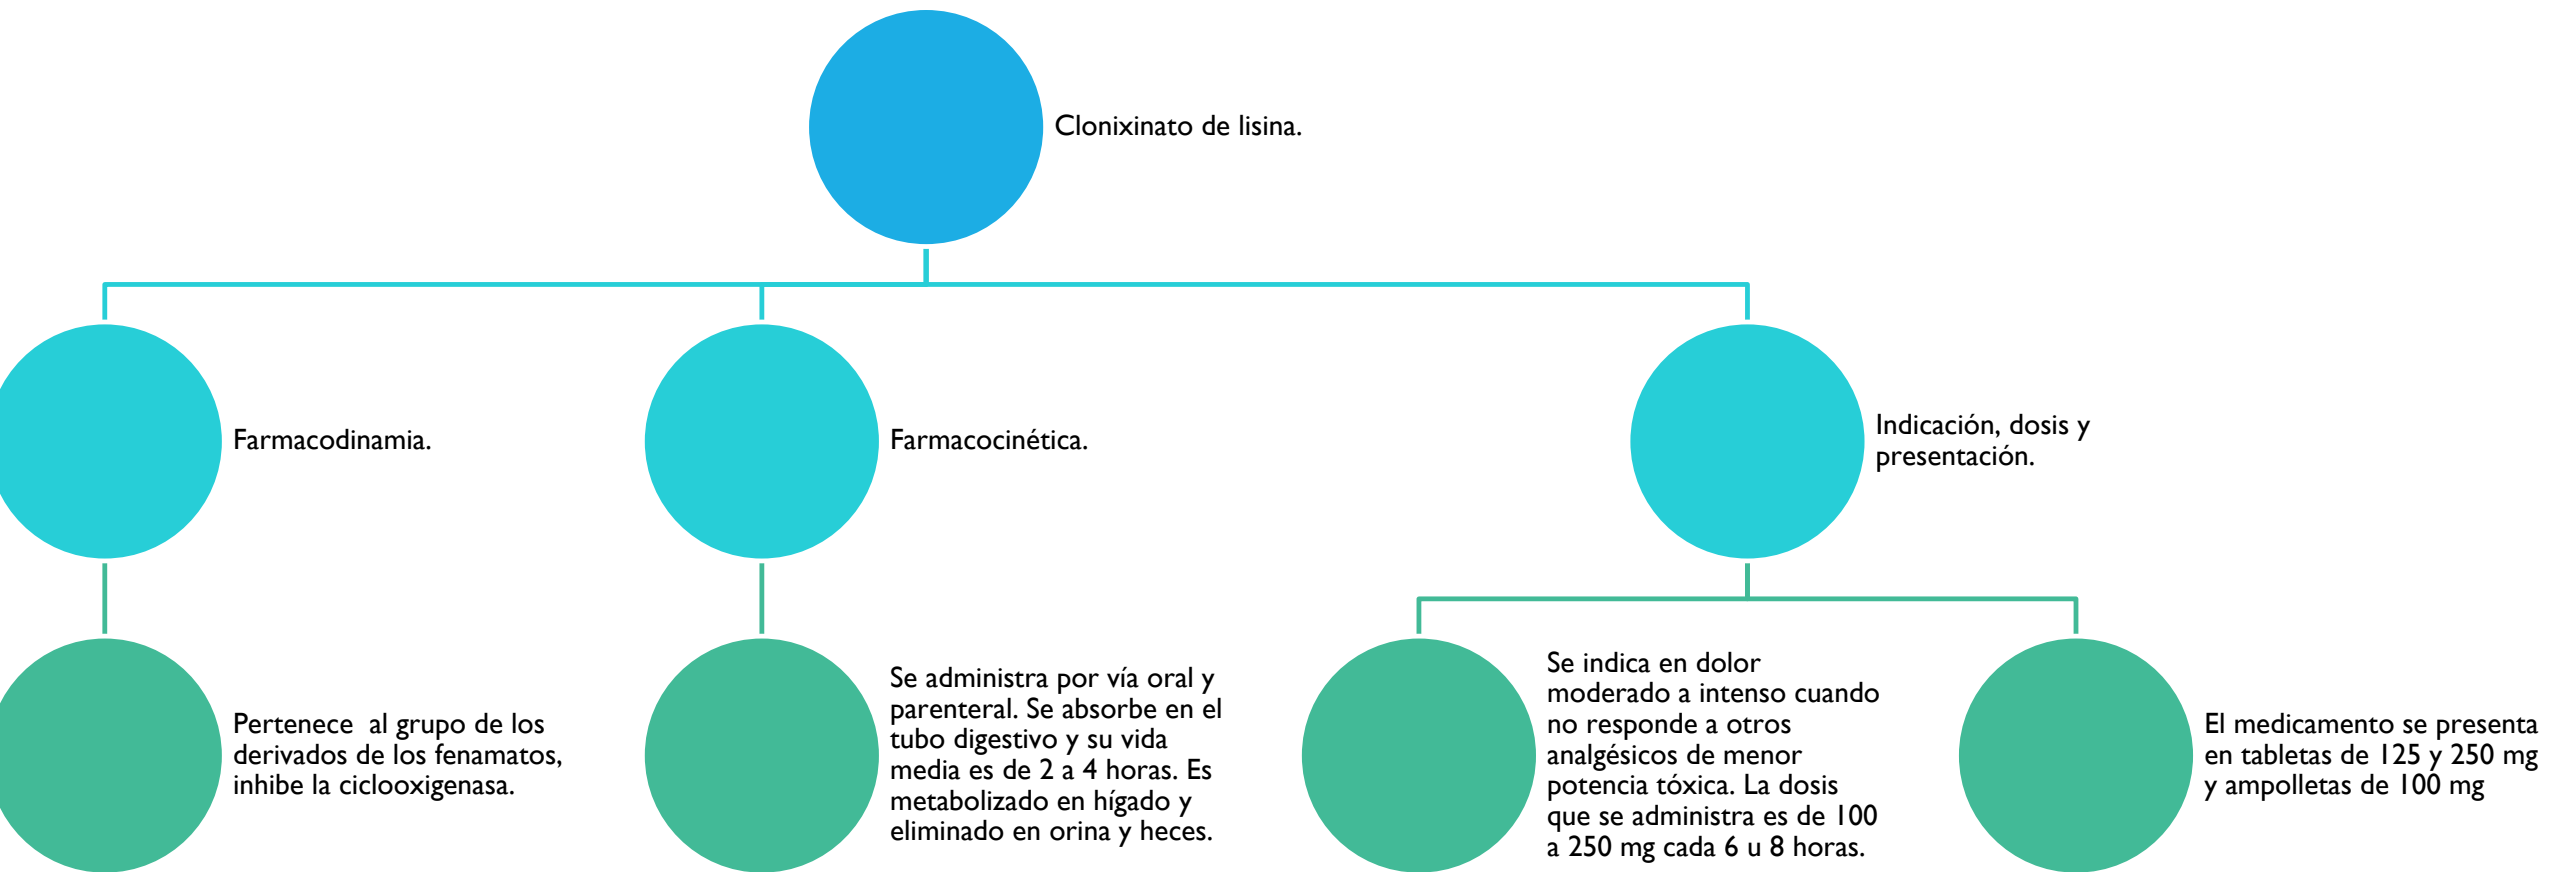 Clonixinato de lisina.
Farmacodinamia.
Farmacocinética.
Indicación, dosis y
presentación.
Pertenece  al grupo de los
derivados de los fenamatos,
inhibe la ciclooxigenasa.
Se administra por vía oral y
parenteral. Se absorbe en el
tubo digestivo y su vida
media es de 2 a 4 horas. Es
metabolizado en hígado y
eliminado en orina y heces.
Se indica en dolor
moderado a intenso cuando
no responde a otros
analgésicos de menor
potencia tóxica. La dosis
que se administra es de 100
a 250 mg cada 6 u 8 horas.
El medicamento se presenta
en tabletas de 125 y 250 mg
y ampolletas de 100 mg